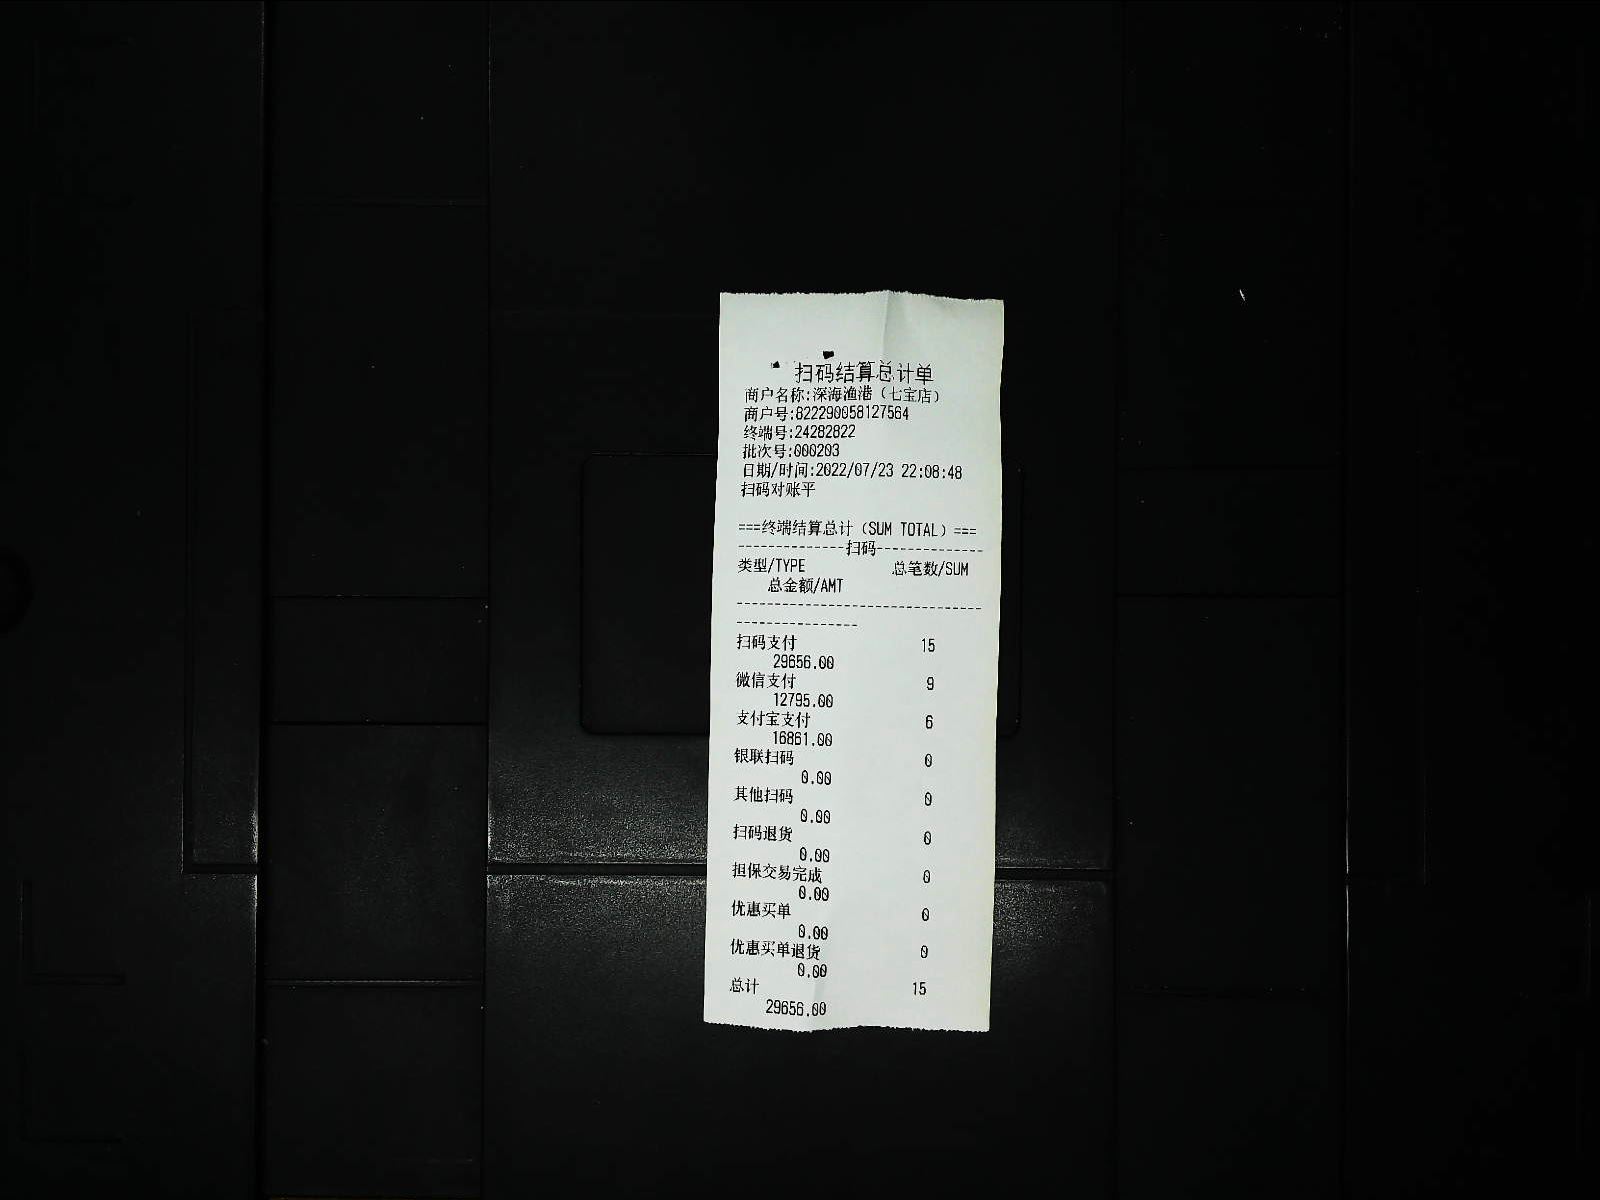 扫码结算总计单
商户名称:深海渔港（七宝店）
商户号:822290058127564
终端号:24282822
批次号:000203
日期/时间:2022/07/23 22:08:48
扫码对账平
===终端结算总计（SUM TOTAL）===
--------------扫码--------------
类型/TYPE 总笔数/SUM
总金额/AMT
--------------------------------
----------------
扫码支付 15
29656.00
微信支付 9
12795.00
支付宝支付 6
16861.00
银联扫码 0
0.00
其他扫码 0
0.00
扫码退货 0
0.00
担保交易完成 0
0.00
优惠买单 0
0.00
优惠买单退货 0
0.00
总计 15
29656.00